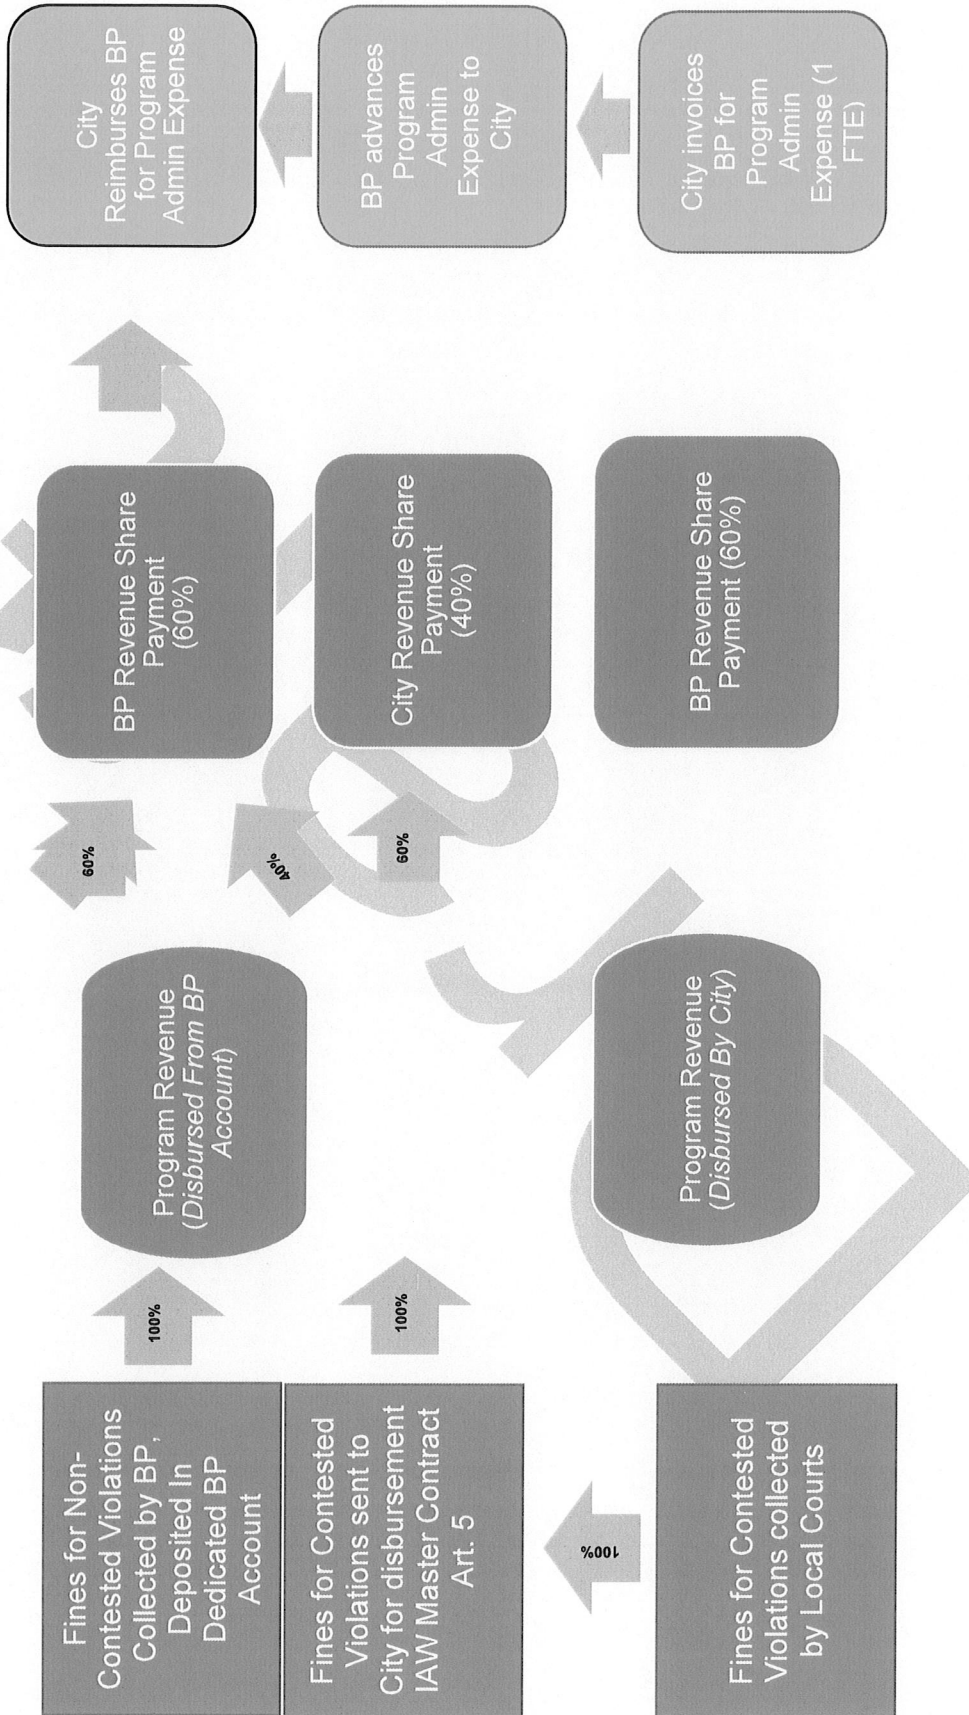 Fines for Non-
Contested Violations
Collected by BP,
Deposited In
Dedicated BP
Account
100%
Program Revenue
(Disbursed From BP
Account)
60%
40%
BP Revenue Share
Payment
(60%)
City
Reimburses BP
for Program
Admin Expense
Fines for Contested
Violations sent to
City for disbursement
IAW Master Contract
Art. 5
100%
60%
City Revenue Share
Payment
(40%)
BP advances
Program
Admin
Expense to
City
100%
Fines for Contested
Violations collected
by Local Courts
Program Revenue
(Disbursed By City)
BP Revenue Share
Payment (60%)
City invoices
BP for
Program
Admin
Expense (1
FTE)